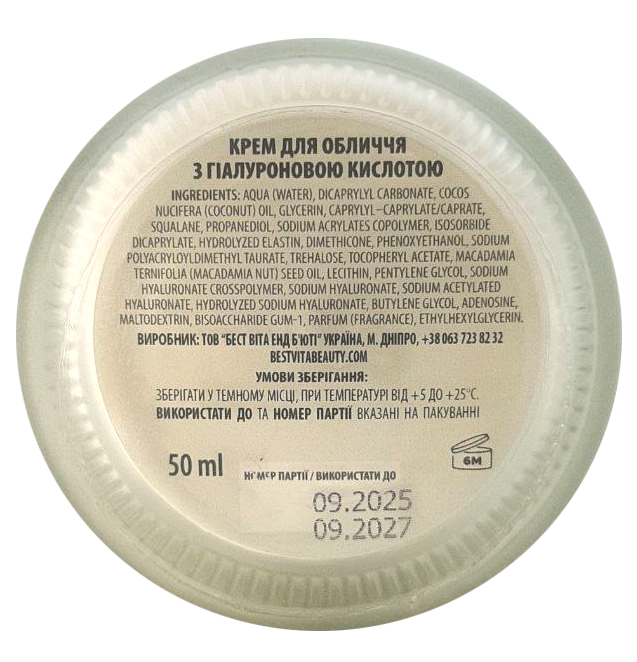 КРЕМ ДЛЯ ОБЛИЧЧЯ
З ГІАЛУРОНОВОЮ КИСЛОТОЮ
INGREDIENTS: AQUA (WATER), DICAPRYLYL CARBONATE, COCOS
NUCIFERA (COCONUT) OIL, GLYCERIN, CAPRYLYL–CAPRYLATE/CAPRATE,
SQUALANE, PROPANEDIOL, SODIUM ACRYLATES COPOLYMER, ISOSORBIDE
DICAPRYLATE, HYDROLYZED ELASTIN, DIMETHICONE, PHENOXYETHANOL, SODIUM
POLYACRYLOYLDIMETHYL TAURATE, TREHALOSE, TOCOPHERYL ACETATE, MACADAMIA
TERNIFOLIA (MACADAMIA NUT) SEED OIL, LECITHIN, PENTYLENE GLYCOL, SODIUM
HYALURONATE CROSSPOLYMER, SODIUM HYALURONATE, SODIUM ACETYLATED
HYALURONATE, HYDROLYZED SODIUM HYALURONATE, BUTYLENE GLYCOL, ADENOSINE,
MALTODEXTRIN, BISOACCHARIDE GUM-1, PARFUM (FRAGRANCE), ETHYLHEXYLGLYCERIN.
ВИРОБНИК: ТОВ "БЕСТ ВІТА ЕНД Б'ЮТІ" УКРАЇНА, М. ДНІПРО, +38 063 723 82 32
BESTVITABEAUTY.COM
УМОВИ ЗБЕРІГАННЯ:
ЗБЕРІГАТИ У ТЕМНОМУ МІСЦІ, ПРИ ТЕМПЕРАТУРІ ВІД +5 ДО +25°C.
ВИКОРИСТАТИ ДО ТА НОМЕР ПАРТІЇ ВКАЗАНІ НА ПАКУВАННІ
50 ml
6M
НОМЕР ПАРТІЇ / ВИКОРИСТАТИ ДО
09.2025
09.2027